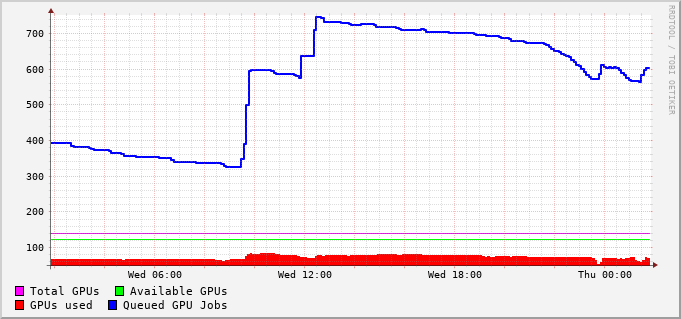 RRDTOOL / TOBI OETIKER
700
600
500
400
300
200
100
Wed 06:00 Wed 12:00 Wed 18:00 Thu 00:00
Total GPUs Available GPUs
GPUs used Queued GPU Jobs